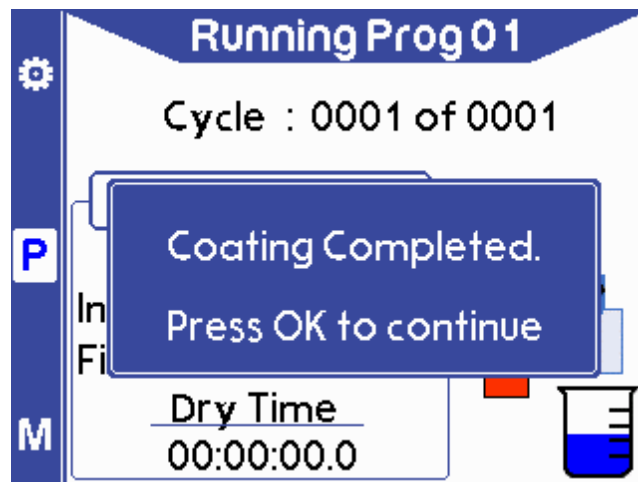 Running Prog 01
Cycle : 0001 of 0001
Coating Completed.
P
Press OK to continue
Dry Time
M
00:00:00.0